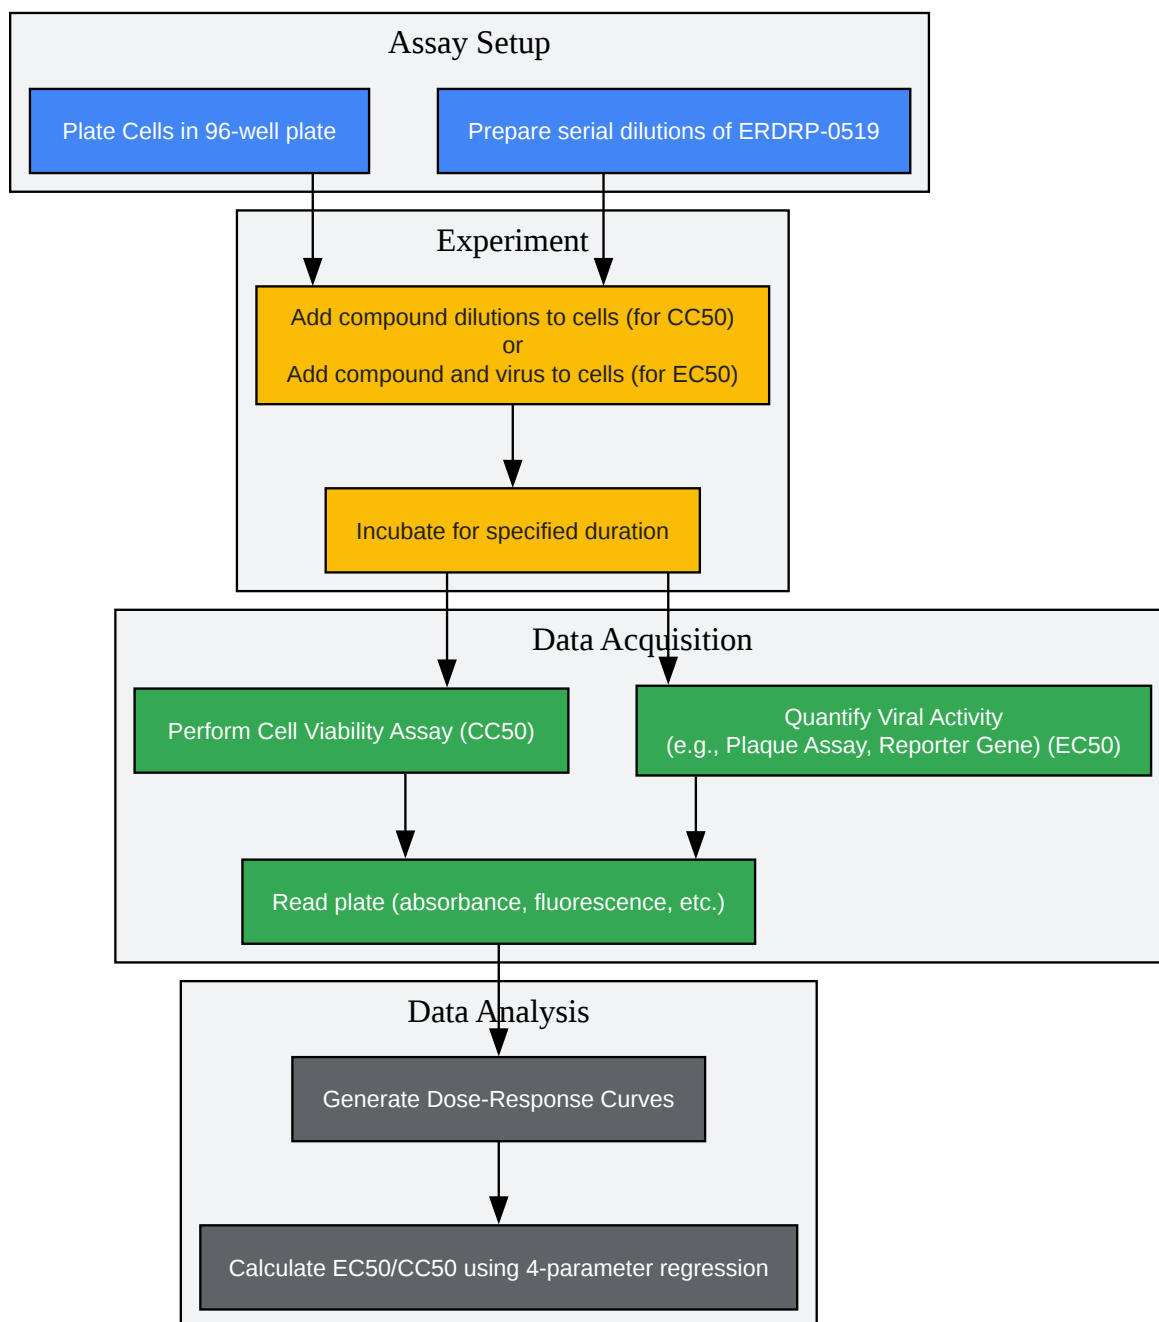 Assay Setup
Plate Cells in 96-well plate
Prepare serial dilutions of ERDRP-0519
Experiment
Add compound dilutions to cells (for CC50)
or
Add compound and virus to cells (for EC50)
Incubate for specified duration
Data Acquisition
Perform Cell Viability Assay (CC50)
Quantify Viral Activity
(e.g., Plaque Assay, Reporter Gene) (EC50)
Read plate (absorbance, fluorescence, etc.)
Data Analysis
Generate Dose-Response Curves
Calculate EC50/CC50 using 4-parameter regression